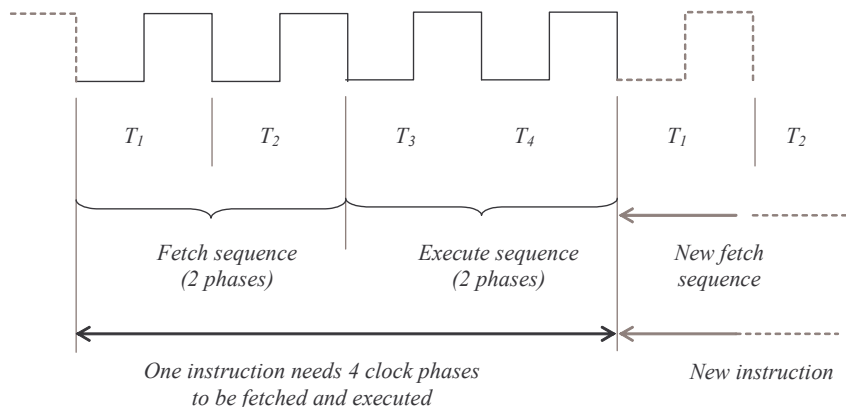 T1 T2 T3 T4 T1 T2
Fetch sequence
(2 phases)
Execute sequence
(2 phases)
New fetch
sequence
One instruction needs 4 clock phases
to be fetched and executed
New instruction